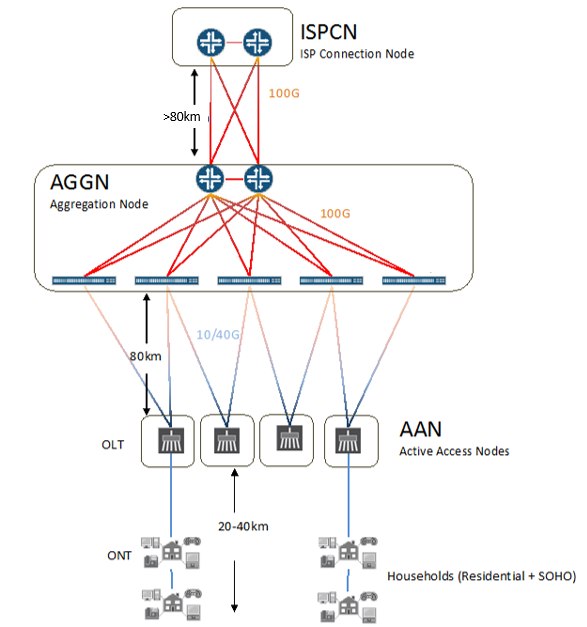 ISPCN
ISP Connection Node
100G
>80km
AGGN
Aggregation Node
100G
10/40G
80km
AAN
OLT
Active Access Nodes
20-40km
ONT
Households (Residential + SOHO)